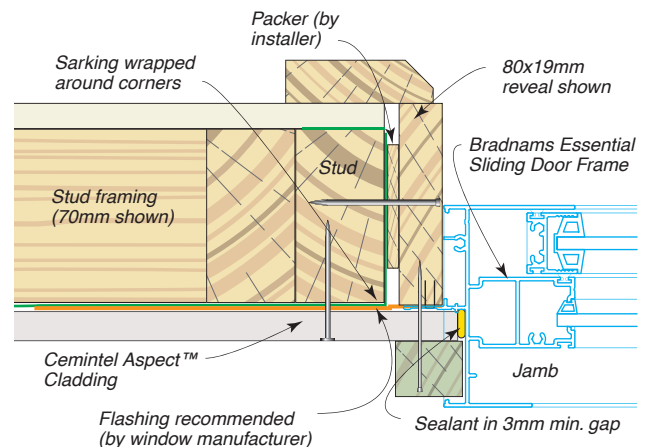 Packer (by
installer)
Sarking wrapped
around corners
80x19mm
reveal shown
Bradnams Essential
Sliding Door Frame
Stud
Stud framing
(70mm shown)
Cemintel Aspect™
Cladding
Jamb
Flashing recommended
(by window manufacturer)
Sealant in 3mm min. gap